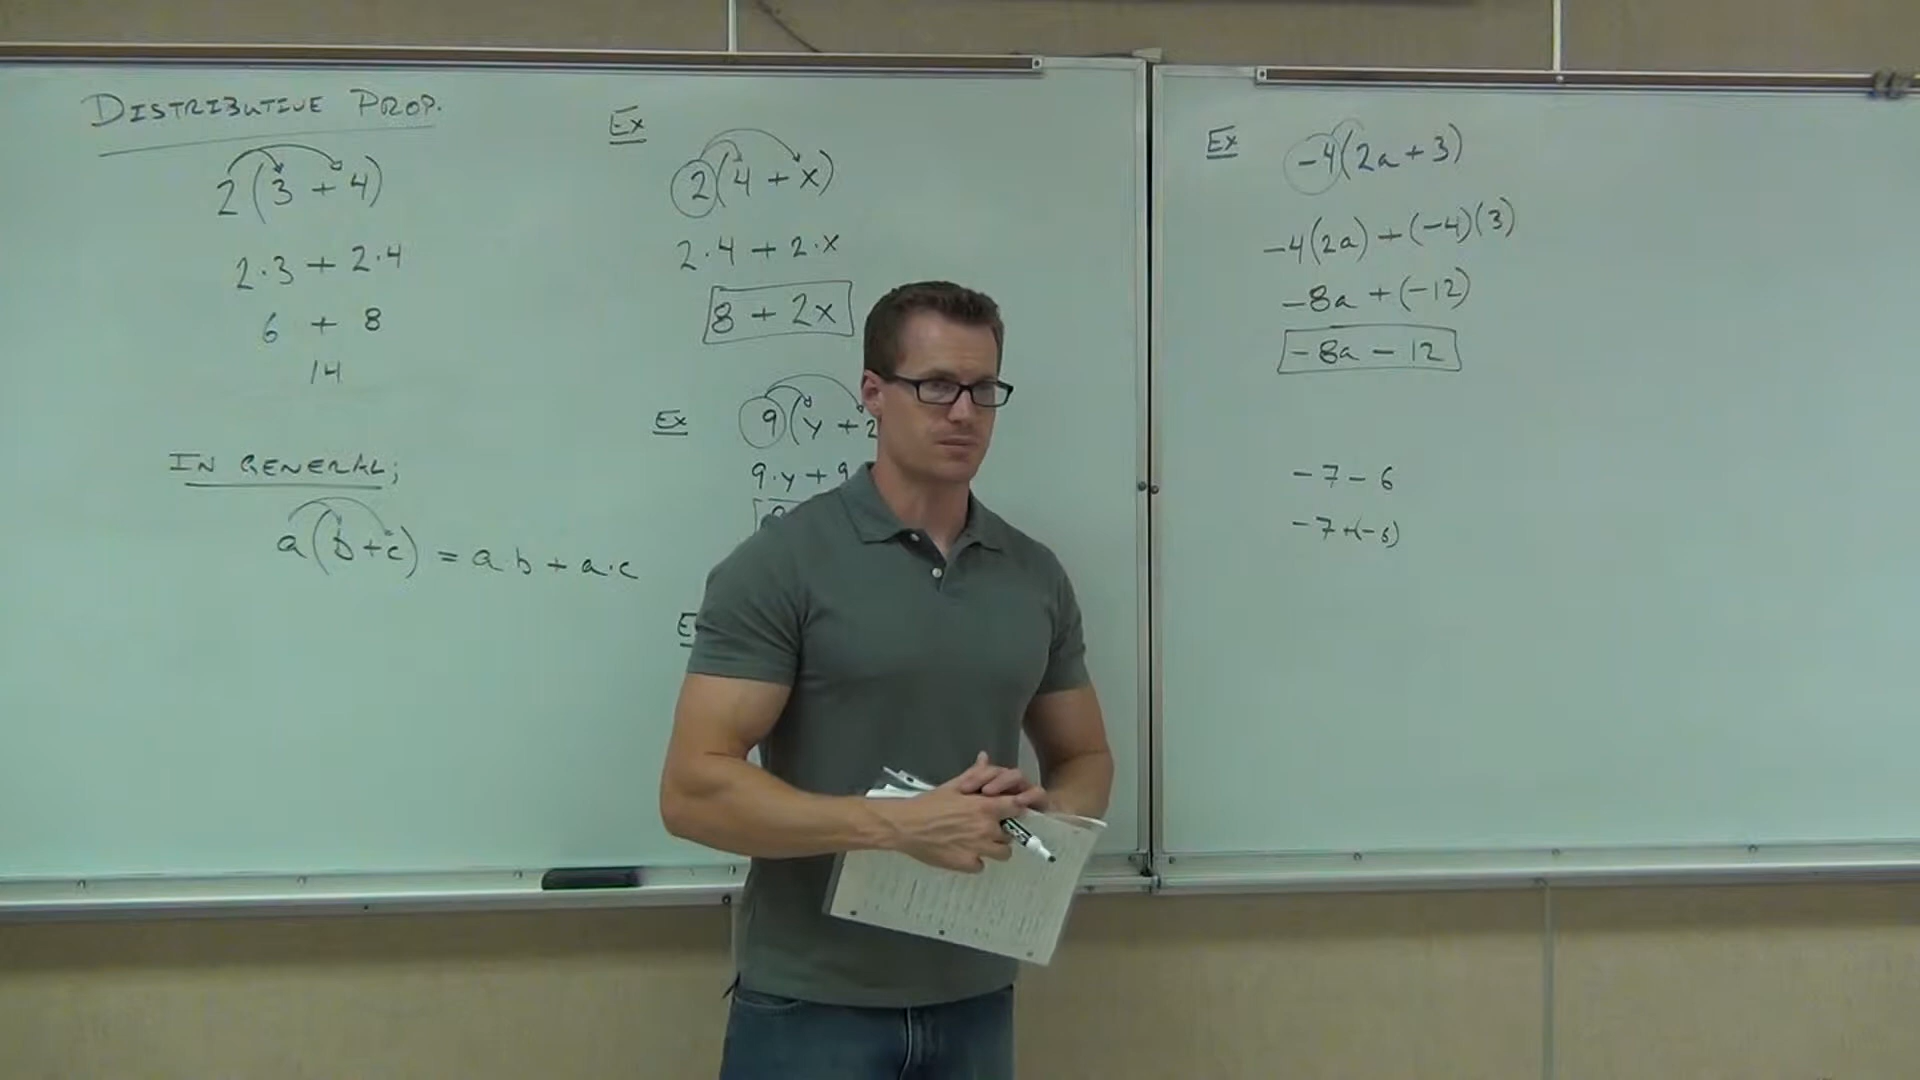 DISTRIBUTIVE PROP.
2(3 + 4)
2·3 + 2·4
6 + 8
14
IN GENERAL;
a(b+c) = a·b + a·c
Ex
2(4 + x)
2·4 + 2·x
8 + 2x
Ex
9(y + 2
9·y + 9
E
Ex
-4(2a + 3)
-4(2a) + (-4)(3)
-8a + (-12)
-8a - 12
-7 - 6
-7+(-6)